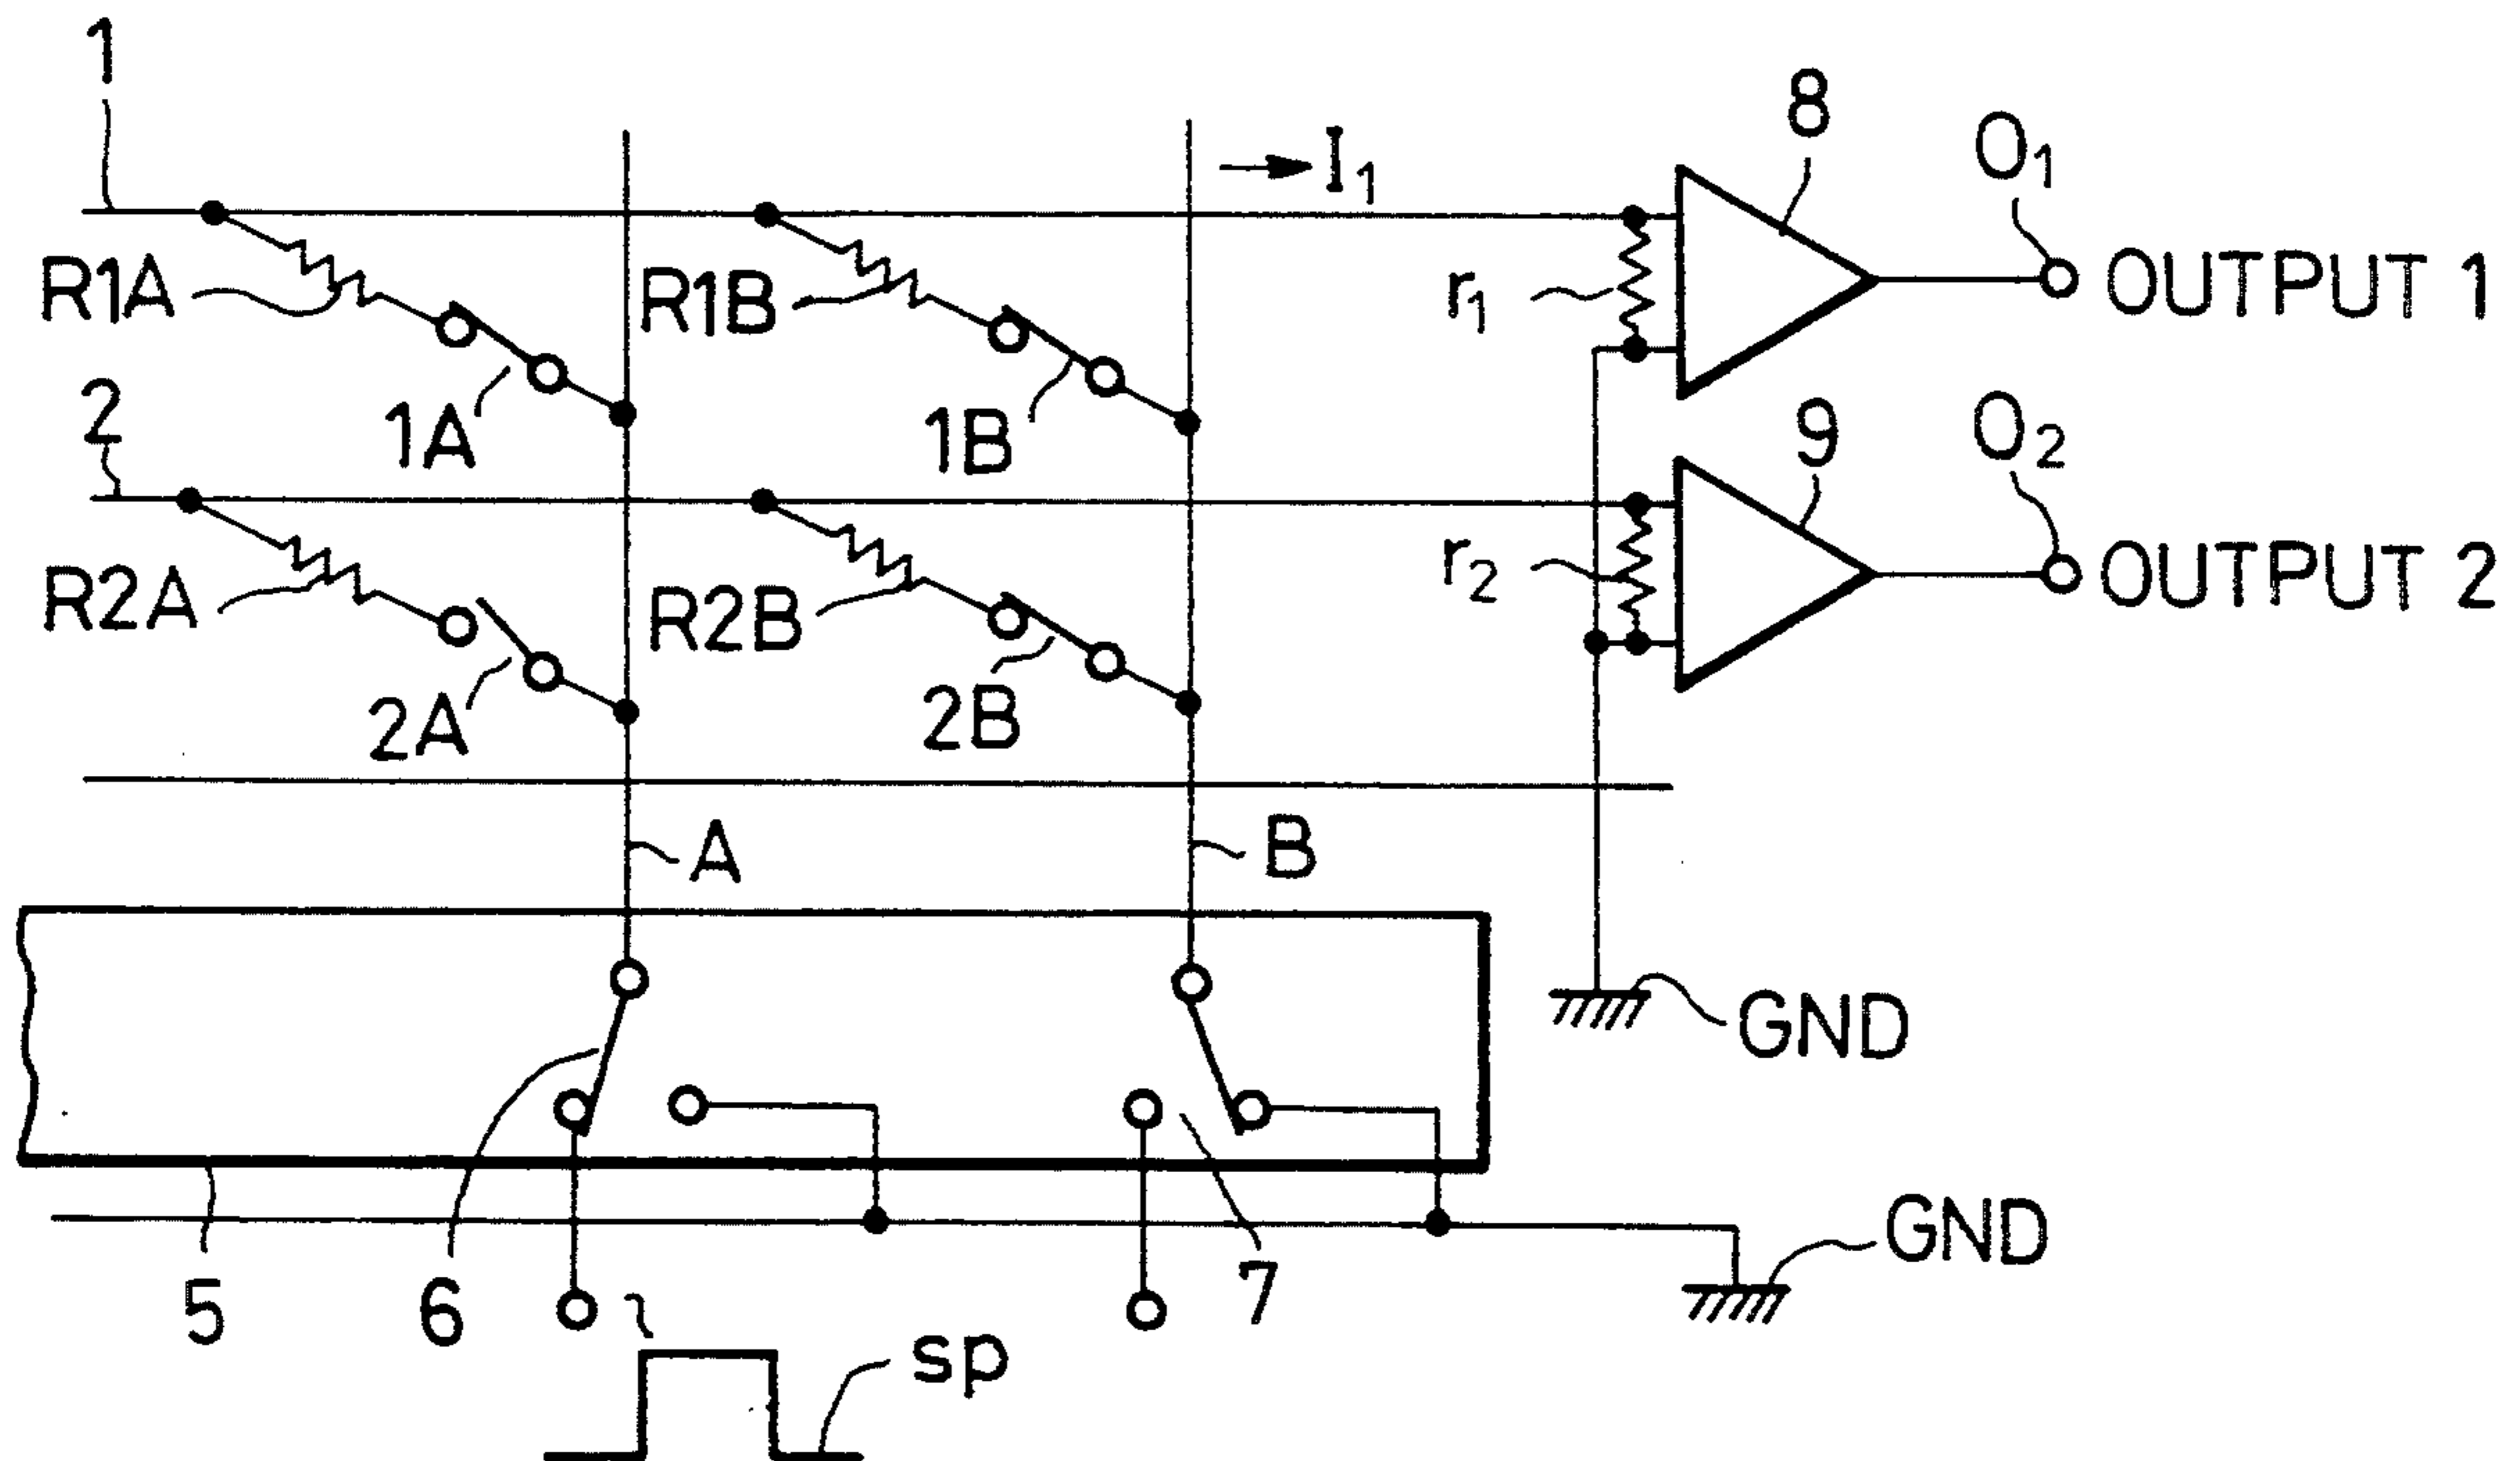 1
I1
8
O1
R1A
R1B
r1
OUTPUT 1
1A
1B
2
9
O2
R2A
R2B
r2
OUTPUT 2
2A
2B
A
B
GND
GND
5
6
7
sp